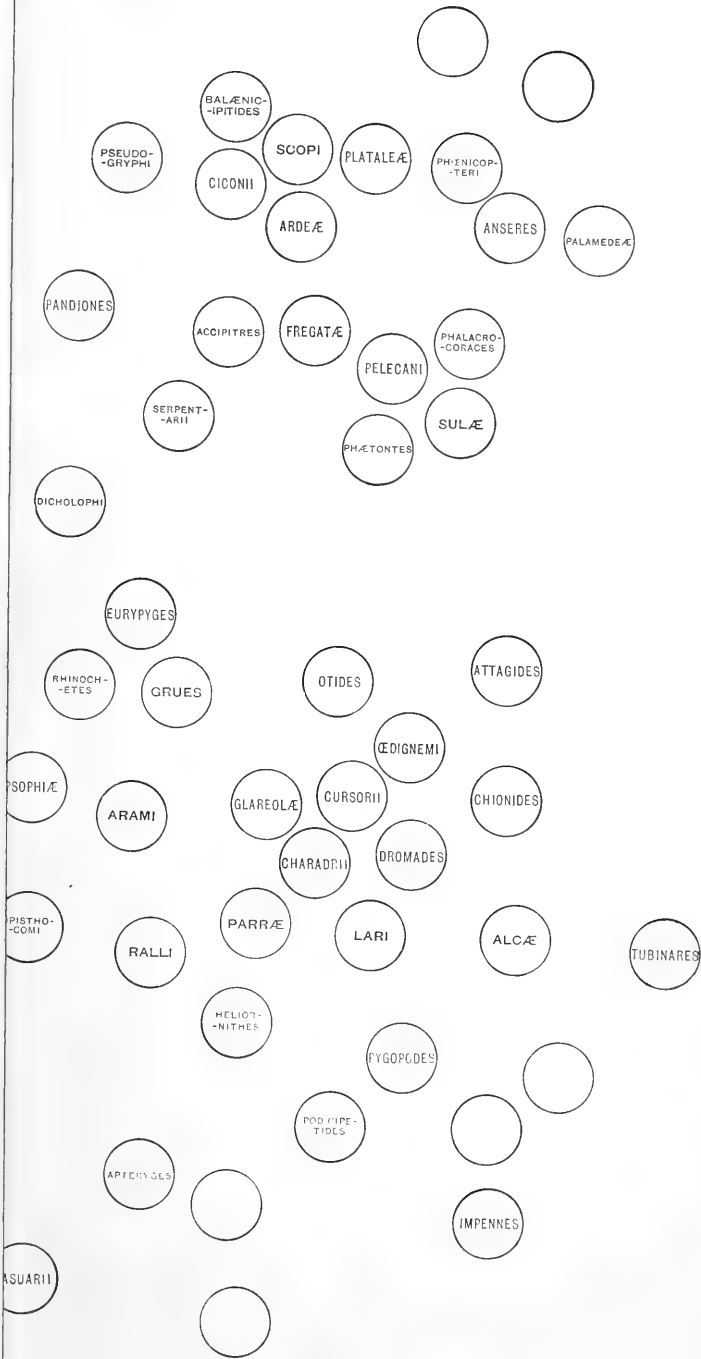 BALÆNIC-
-IPITIDES
PSEUDO-
-GRYPHI
SCOPI
PLATALEÆ
PHŒNICOP-
-TERI
CICONII
ARDEÆ
ANSERES
PALAMEDEÆ
PANDIONES
ACCIPITRES
FREGATÆ
PHALACRO-
-CORACES
PELECANI
SERPENT-
-ARII
SULÆ
PHÆTONTES
DICHOLOPHI
EURYPYGES
RHINOCH-
-ETES
GRUES
OTIDES
ATTAGIDES
ŒDIGNEMI
PSOPHIÆ
ARAMI
GLAREOLÆ
CURSORII
CHIONIDES
CHARADRII
DROMADES
PISTHO-
-COMI
RALLI
PARRÆ
LARI
ALCÆ
TUBINARES
HELIOR-
-NITHES
PYGOPODES
PODICIPE-
TIDES
APTERYGES
IMPENNES
ASUARII